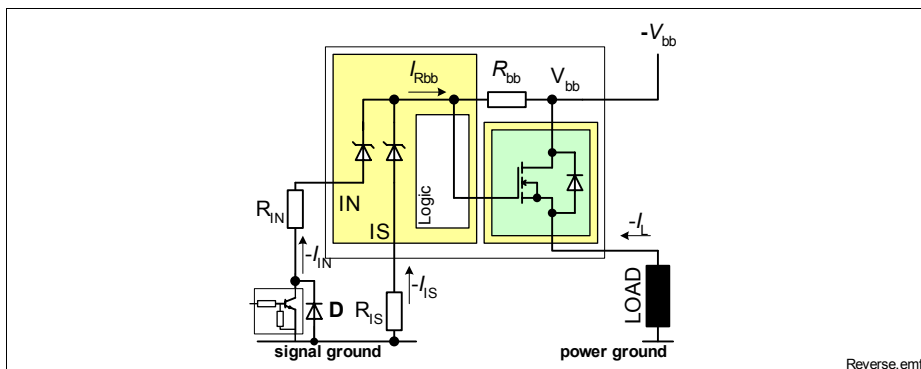 -Vbb
IRbb
Rbb
Vbb
IN
Logic
RIN
IS
-IL
-IIN
-IIS
D
RIS
LOAD
signal ground
power ground
Reverse.emf